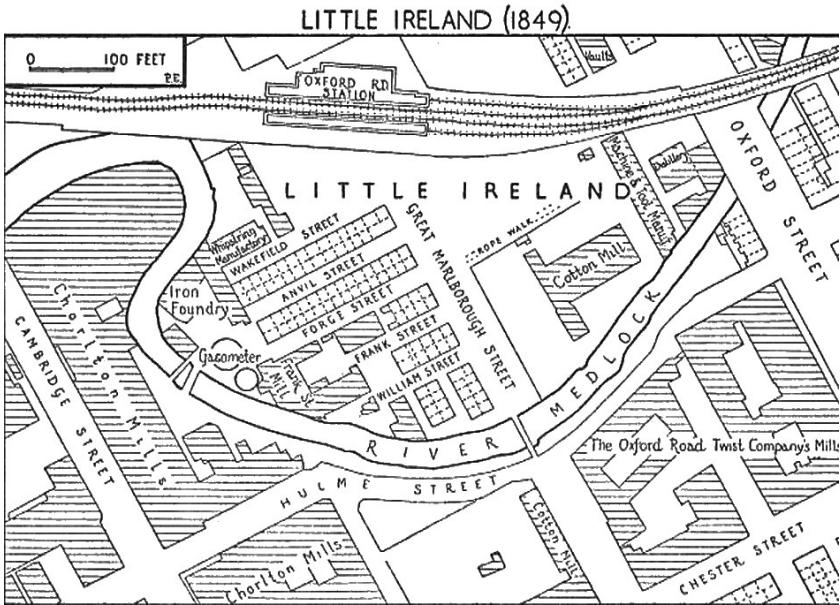 LITTLE IRELAND (1849).
0 100 FEET
P.E.
OXFORD RD
STATION
Vaults
OXFORD STREET
Distillery
Machine & Tool Manuf.
LITTLE IRELAND
Whipstring
Manufactory
WAKEFIELD STREET
ANVIL STREET
FORGE STREET
FRANK STREET
WILLIAM STREET
GREAT MARLBOROUGH STREET
ROPE WALK
Cotton Mill
Iron
Foundry
Gasometer
Frank St.
Mill
Chorlton Mills
CAMBRIDGE STREET
RIVER MEDLOCK
HULME STREET
The Oxford Road Twist Company's Mills
Cotton Mill
Chorlton Mills
CHESTER STREET